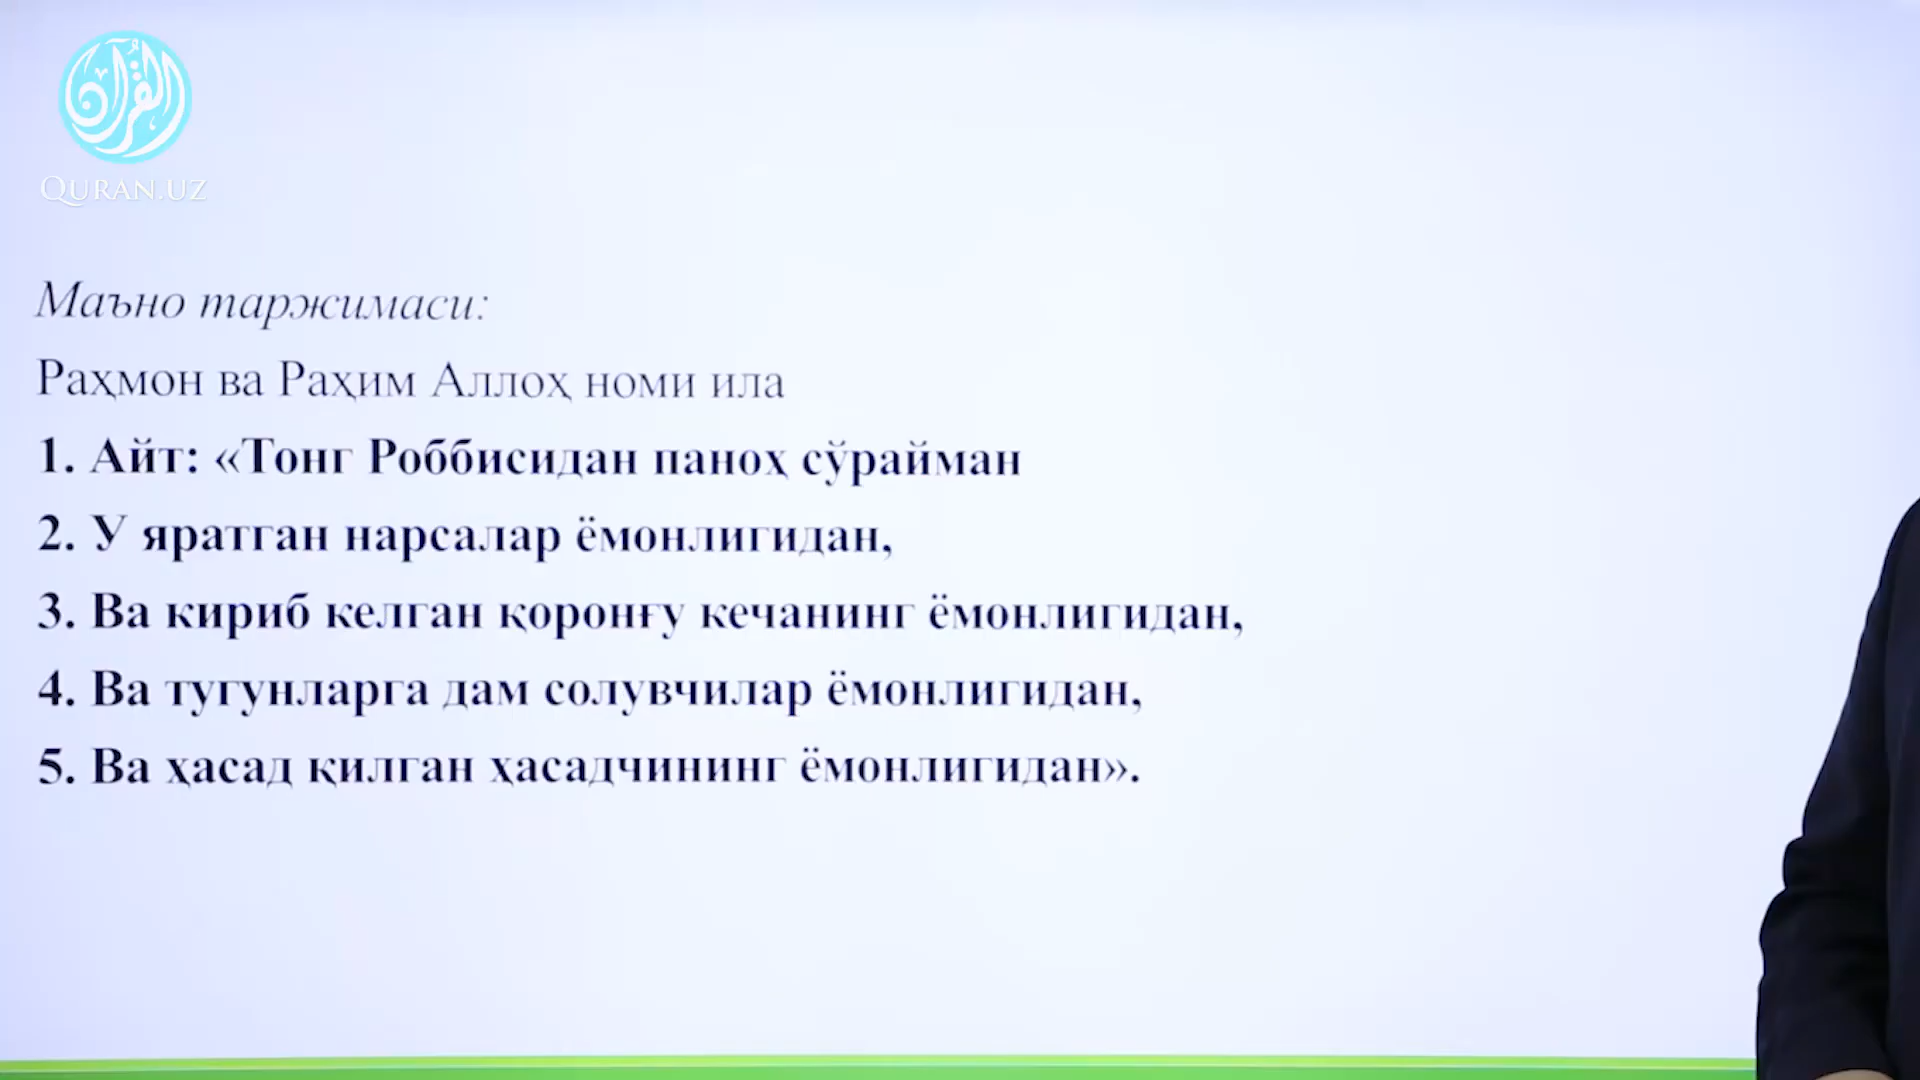 القرآن
QURAN.UZ
Маъно таржимаси:
Раҳмон ва Раҳим Аллоҳ номи ила
1. Айт: «Тонг Роббисидан паноҳ сўрайман
2. У яратган нарсалар ёмонлигидан,
3. Ва кириб келган қоронғу кечанинг ёмонлигидан,
4. Ва тугунларга дам солувчилар ёмонлигидан,
5. Ва ҳасад қилган ҳасадчининг ёмонлигидан».